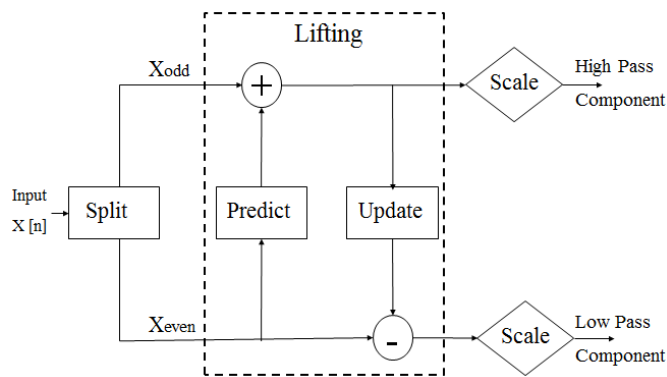 Lifting
Xodd
+
Scale
High Pass
Component
Input
X [n]
Split
Predict
Update
Xeven
-
Scale
Low Pass
Component